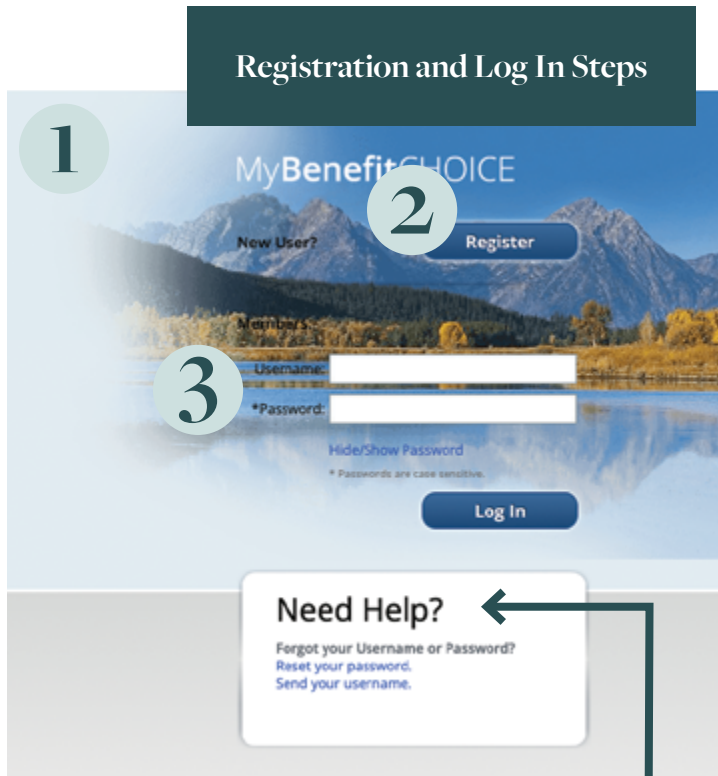 Registration and Log In Steps
1
MyBenefitCHOICE
2
New User?
Register
Members
3
Username:
*Password:
Hide/Show Password
* Passwords are case sensitive.
Log In
Need Help?
Forgot your Username or Password?
Reset your password.
Send your username.